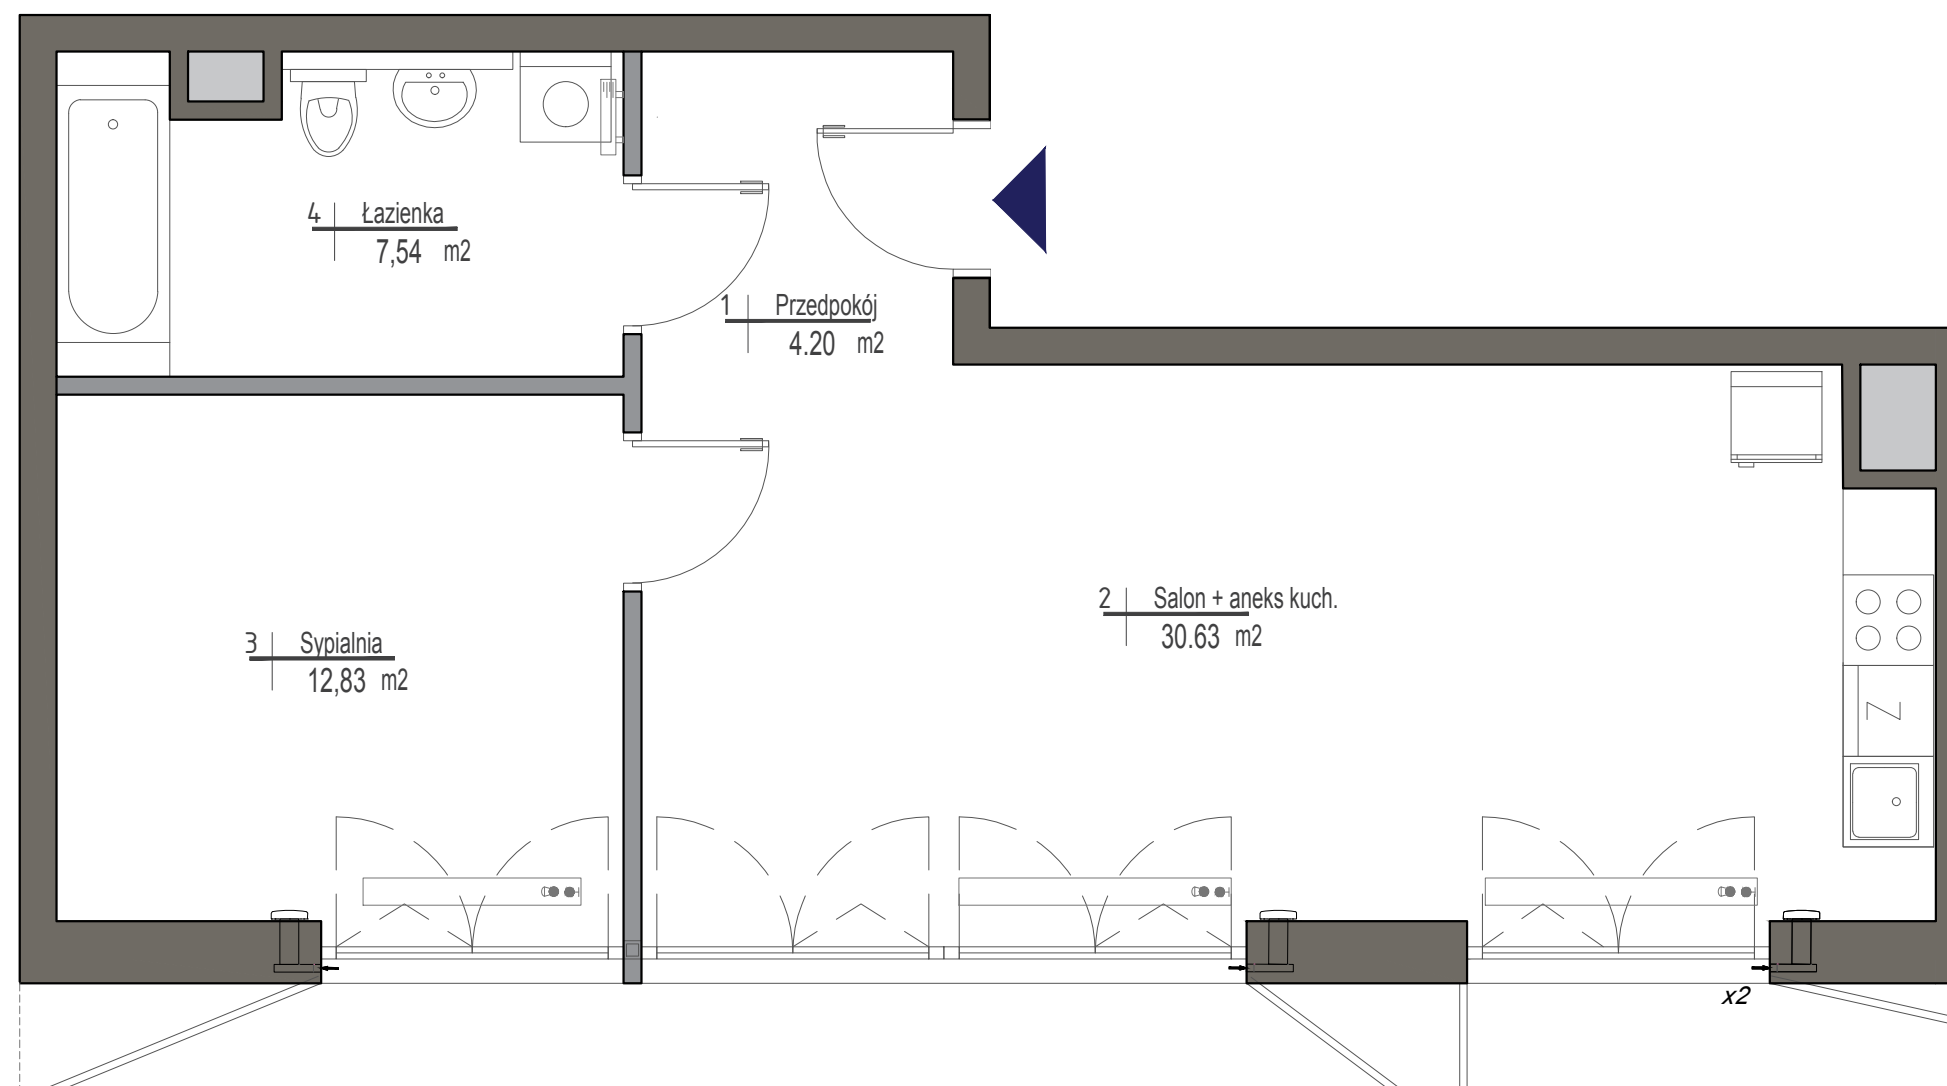 4 Łazienka
7,54 m2
1 Przedpokój
4.20 m2
2 Salon + aneks kuch.
30.63 m2
3 Sypialnia
12,83 m2
Z
x2